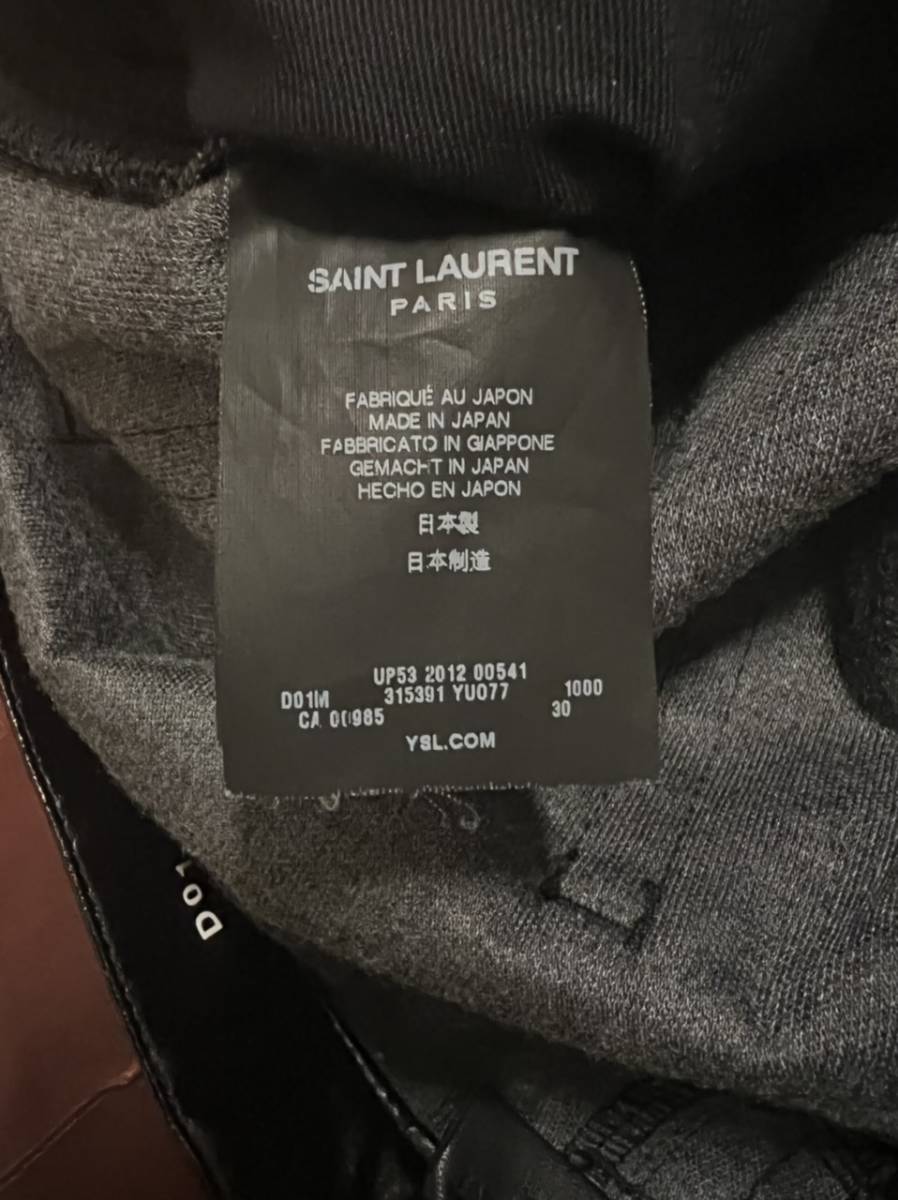 SAINT LAURENT
PARIS
FABRIQUÉ AU JAPON
MADE IN JAPAN
FABBRICATO IN GIAPPONE
GEMACHT IN JAPAN
HECHO EN JAPON
日本製
日本制造
UP53 2012 00541
D01M 315391 YU077 1000
CA 00985 30
YSL.COM
D01